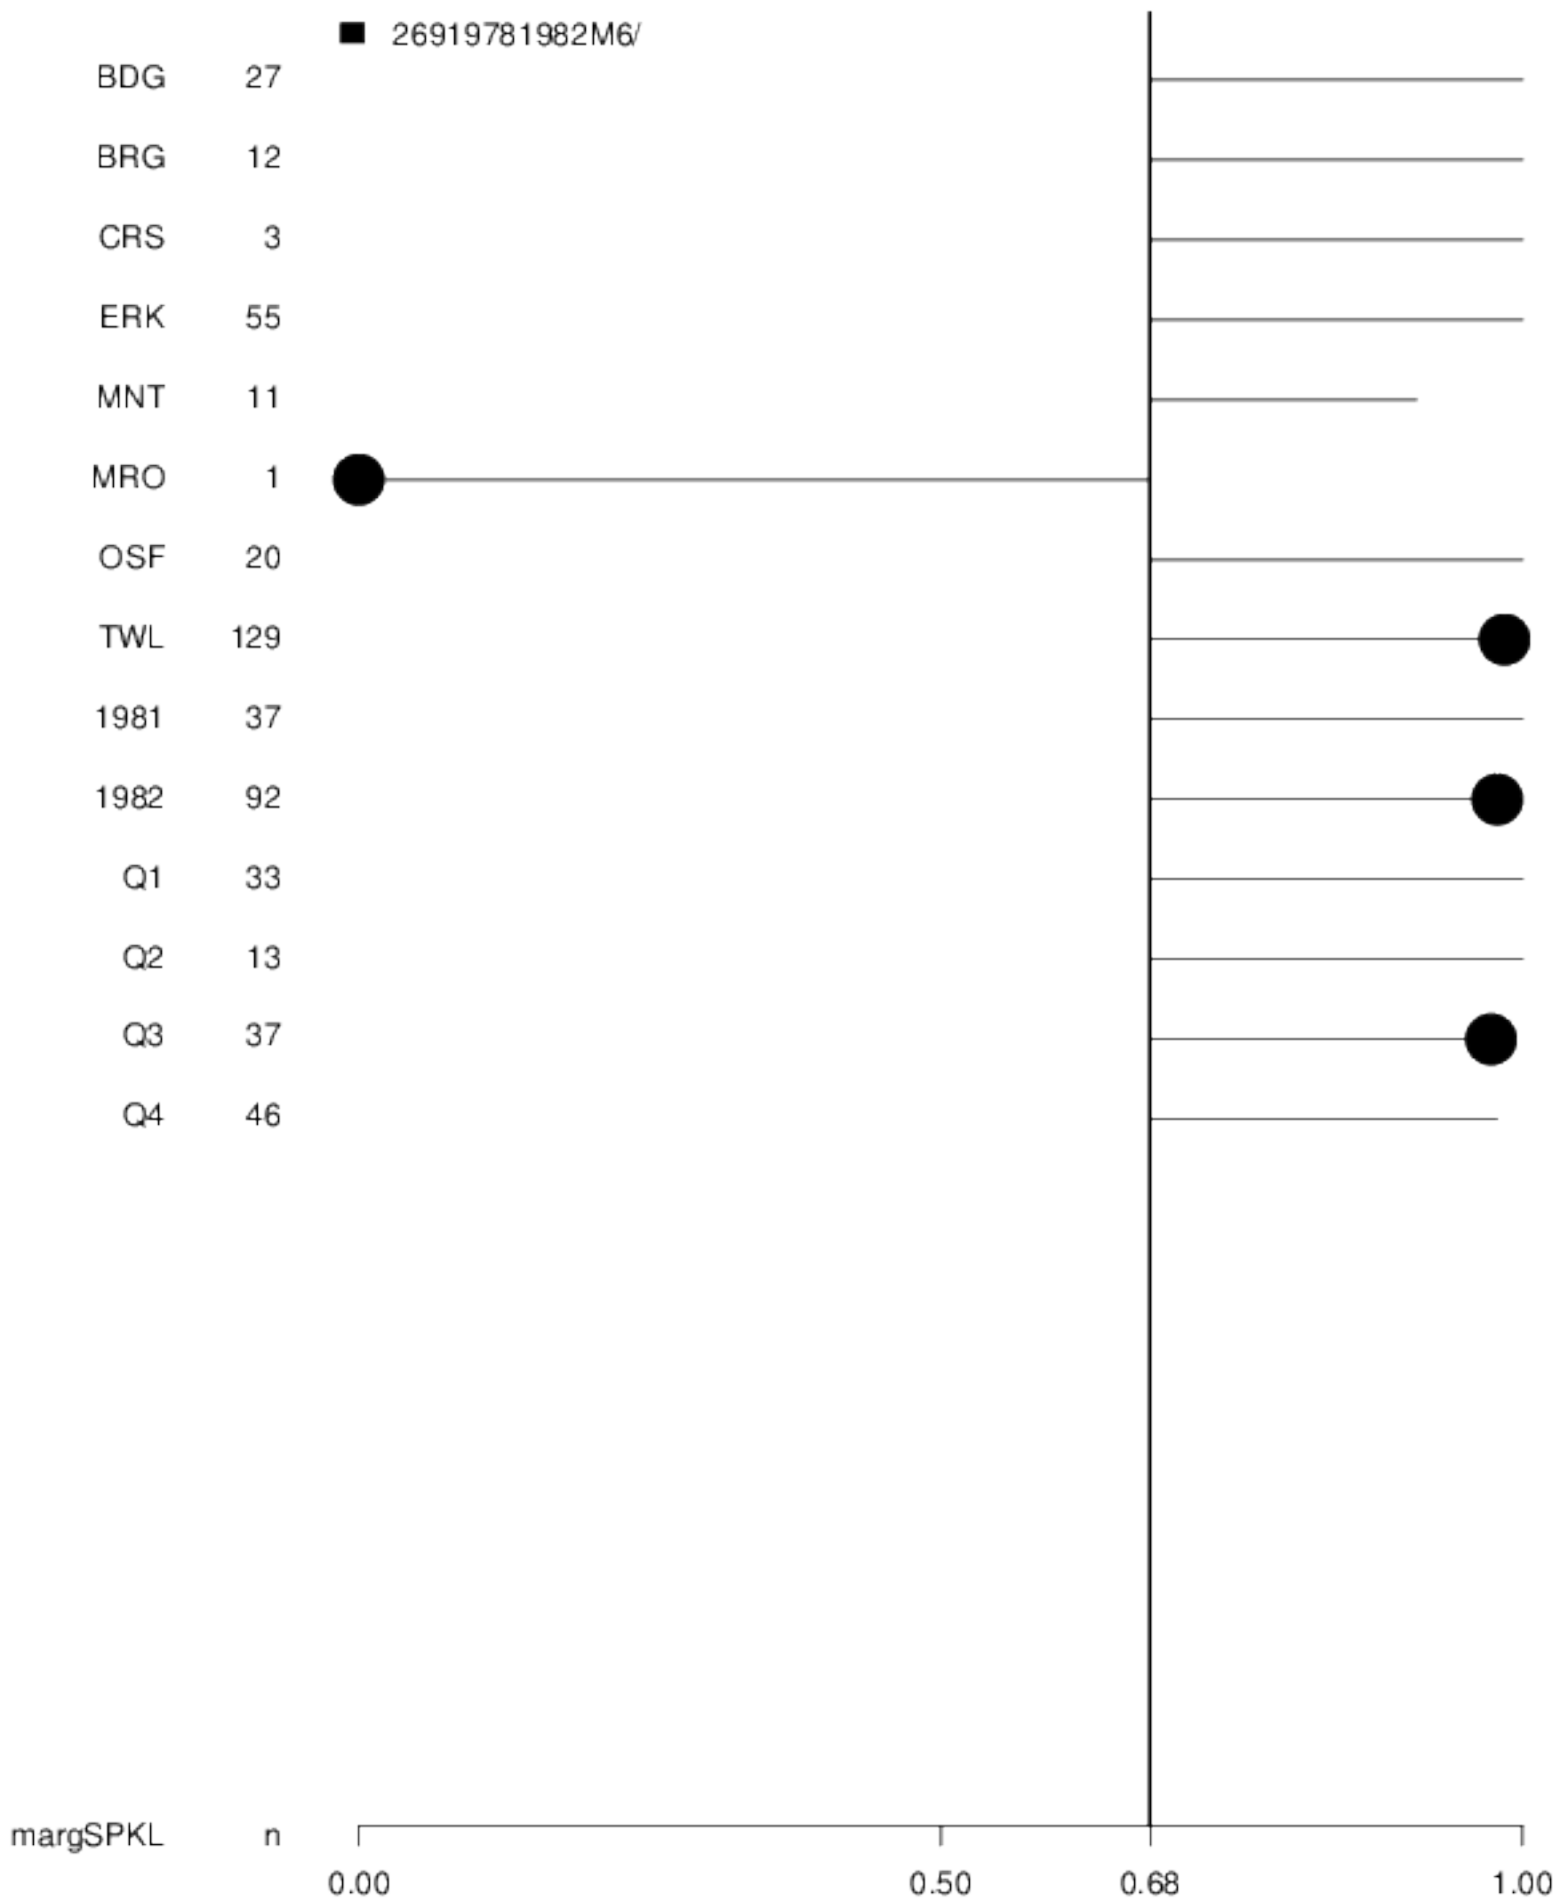 26919781982M6/
BDG 27
BRG 12
CRS 3
ERK 55
MNT 11
MRO 1
OSF 20
TWL 129
1981 37
1982 92
Q1 33
Q2 13
Q3 37
Q4 46
margSPKL n
0.00 0.50 0.68 1.00